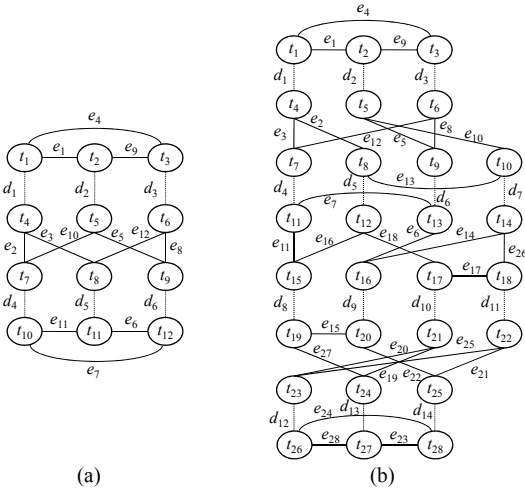 e4
t1 e1 t2 e9 t3
d1 d2 d3
t4 t5 t6
e2 e3 e10 e5 e12 e8
t7 t8 t9
d4 d5 d6
t10 e11 t11 e6 t12
e7
(a)
e4
t1 e1 t2 e9 t3
d1 d2 d3
t4 t5 t6
e3 e2 e12 e5 e8 e10
t7 t8 t9 t10
d4 d5 e13 d6 d7
e7
t11 t12 t13 t14
e11 e16 e18 e6 e14 e26
t15 t16 t17 e17 t18
d8 d9 d10 d11
t19 e15 t20 t21 t22
e27 e20 e19 e22 e25 e21
t23 t24 t25
d12 e24 d13 d14
t26 e28 t27 e23 t28
(b)